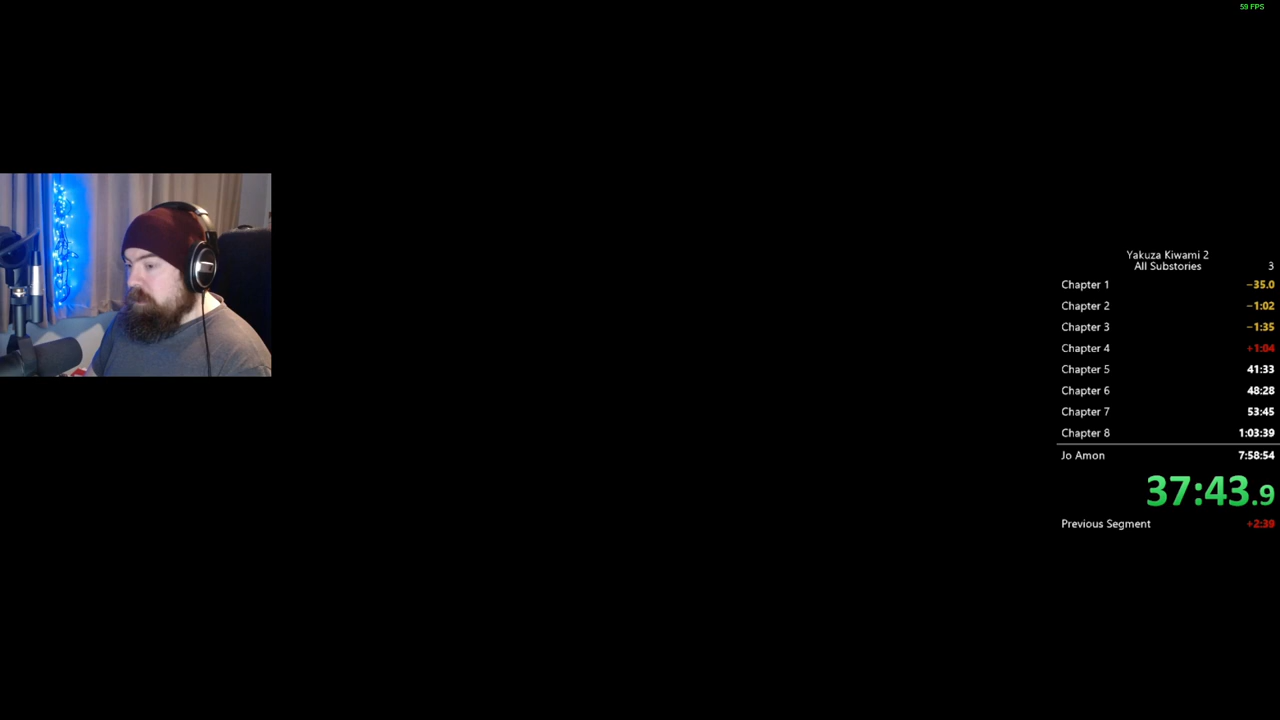 59 FPS
Yakuza Kiwami 2
All Substories 3
Chapter 1 −35.0
Chapter 2 −1:02
Chapter 3 −1:35
Chapter 4 +1:04
Chapter 5 41:33
Chapter 6 48:28
Chapter 7 53:45
Chapter 8 1:03:39
Jo Amon 7:58:54
37:43.9
Previous Segment +2:39